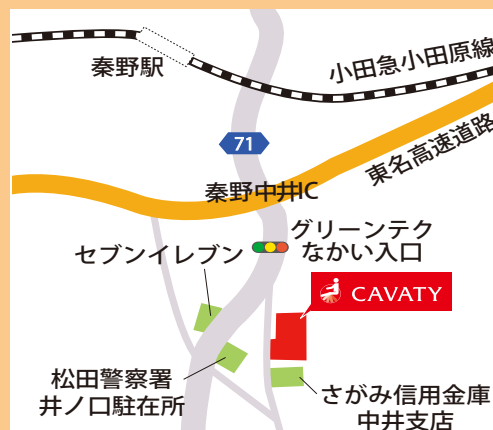 小田急小田原線
秦野駅
71
東名高速道路
秦野中井IC
グリーンテク
なかい入口
セブンイレブン
CAVATY
松田警察署
井ノ口駐在所
さがみ信用金庫
中井支店